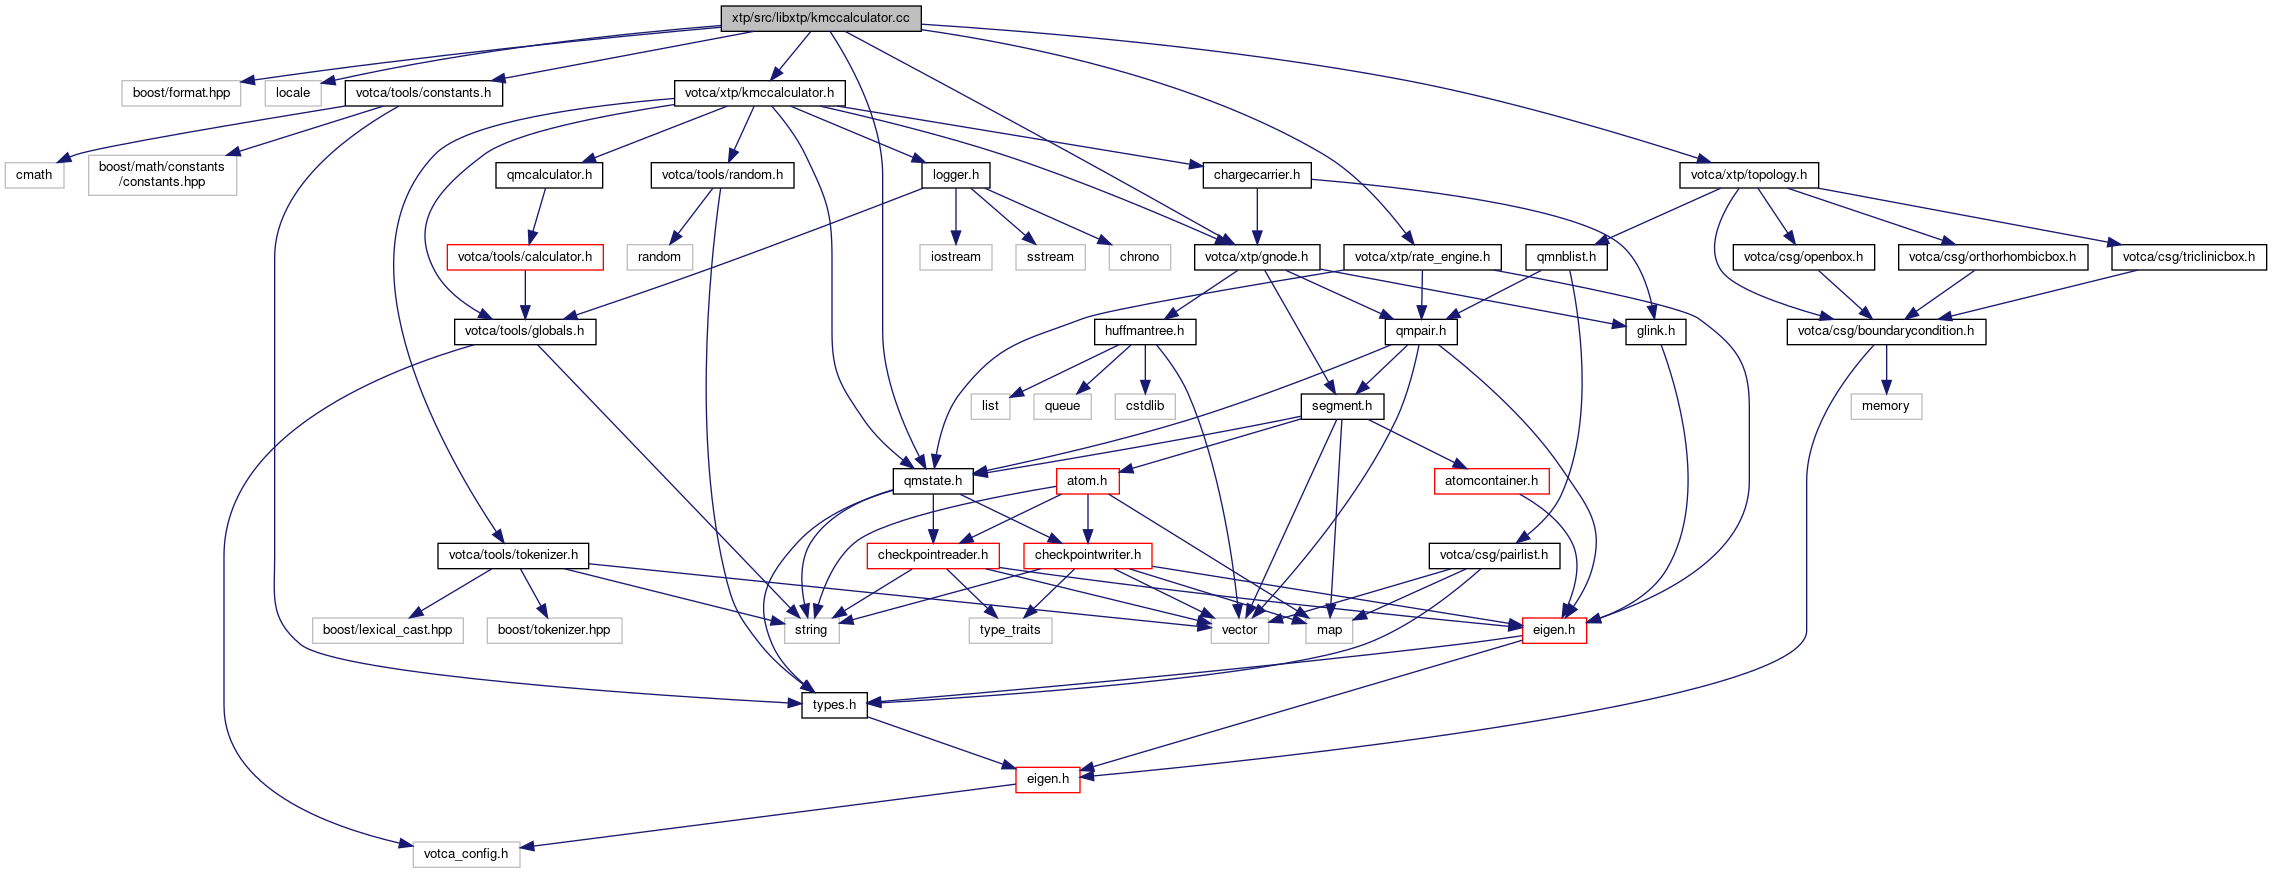 xtp/src/libxtp/kmccalculator.cc
boost/format.hpp
locale
votca/tools/constants.h
votca/xtp/kmccalculator.h
cmath
boost/math/constants
/constants.hpp
qmcalculator.h
votca/tools/random.h
logger.h
chargecarrier.h
votca/xtp/topology.h
votca/tools/calculator.h
random
iostream
sstream
chrono
votca/xtp/gnode.h
votca/xtp/rate_engine.h
qmnblist.h
votca/csg/openbox.h
votca/csg/orthorhombicbox.h
votca/csg/triclinicbox.h
votca/tools/globals.h
huffmantree.h
qmpair.h
glink.h
votca/csg/boundarycondition.h
list
queue
cstdlib
segment.h
memory
qmstate.h
atom.h
atomcontainer.h
votca/tools/tokenizer.h
checkpointreader.h
checkpointwriter.h
votca/csg/pairlist.h
boost/lexical_cast.hpp
boost/tokenizer.hpp
string
type_traits
vector
map
eigen.h
types.h
eigen.h
votca_config.h